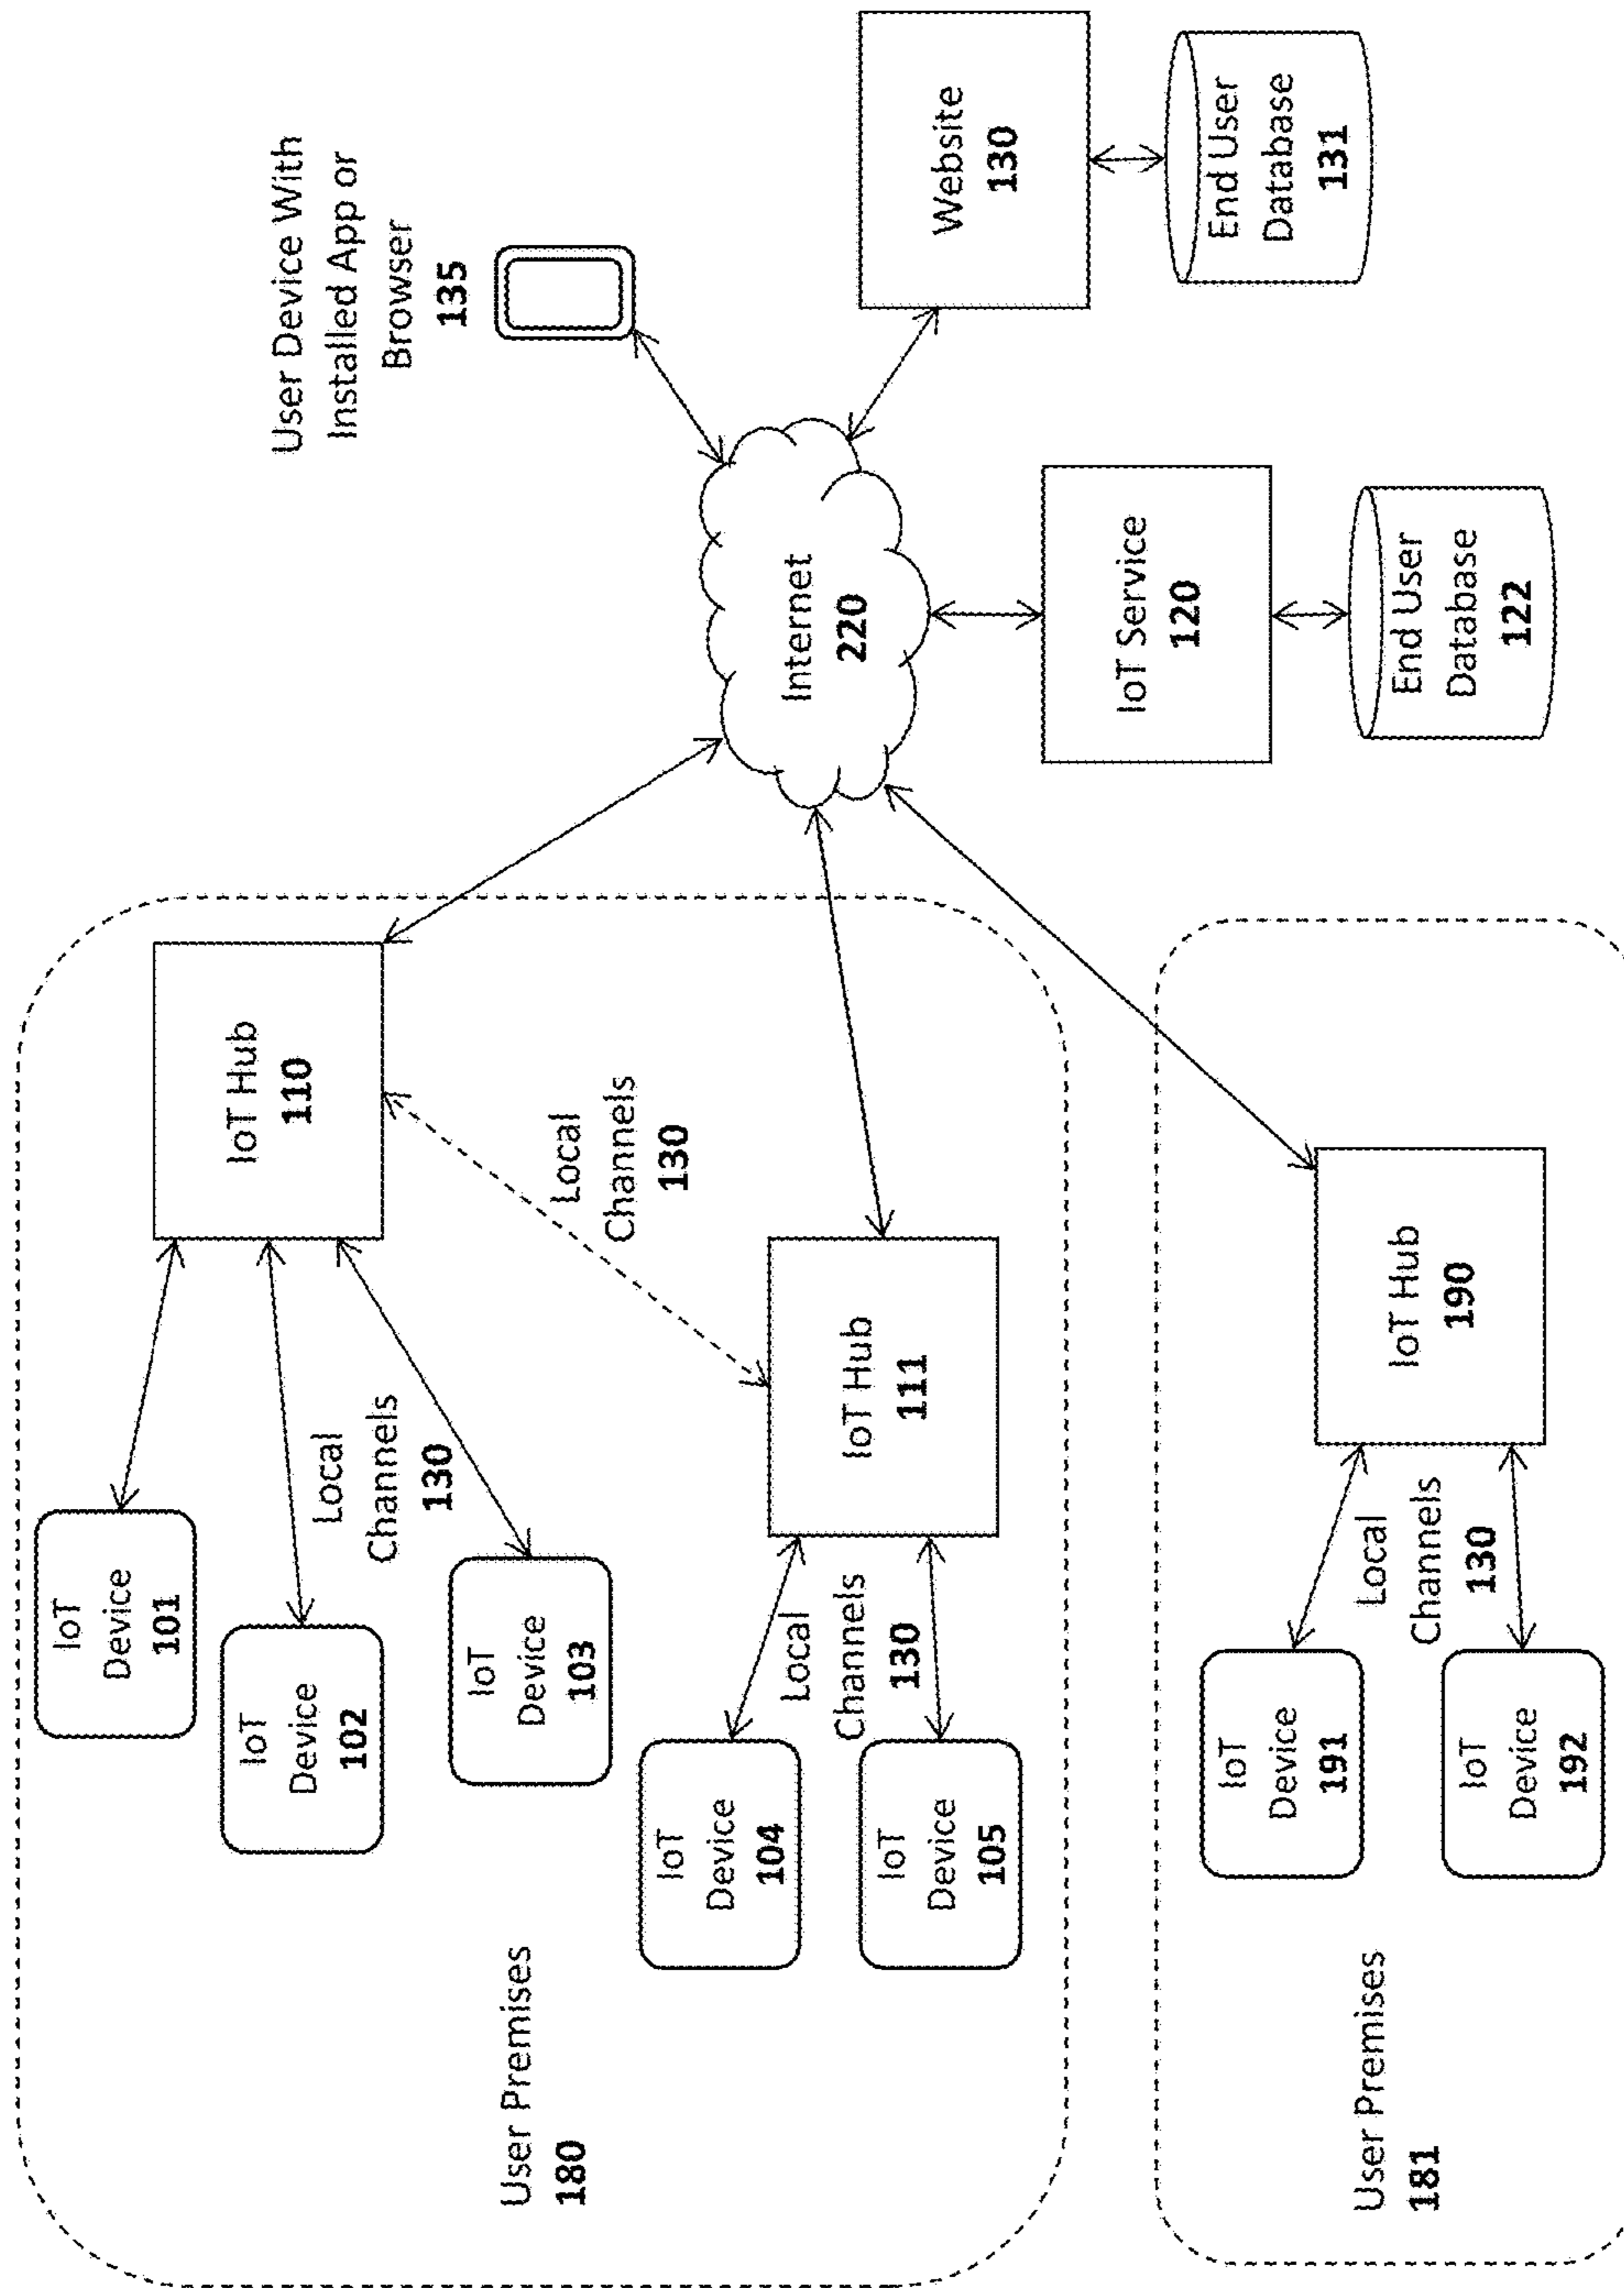 User Premises
180
IoT
Device
101
IoT
Device
102
IoT
Device
103
Local
Channels
130
IoT Hub
110
Local
Channels
130
IoT
Device
104
IoT
Device
105
Local
Channels
130
IoT Hub
111
User Premises
181
IoT
Device
191
IoT
Device
192
Local
Channels
130
IoT Hub
190
Internet
220
User Device With
Installed App or
Browser
135
IoT Service
120
End User
Database
122
Website
130
End User
Database
131